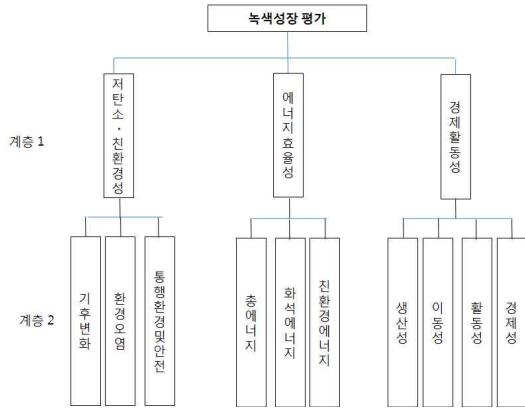 녹색성장 평가
계층 1
저탄소·친환경성
에너지효율성
경제활동성
계층 2
기후변화
환경오염
통행환경및안전
총에너지
화석에너지
친환경에너지
생산성
이동성
활동성
경제성